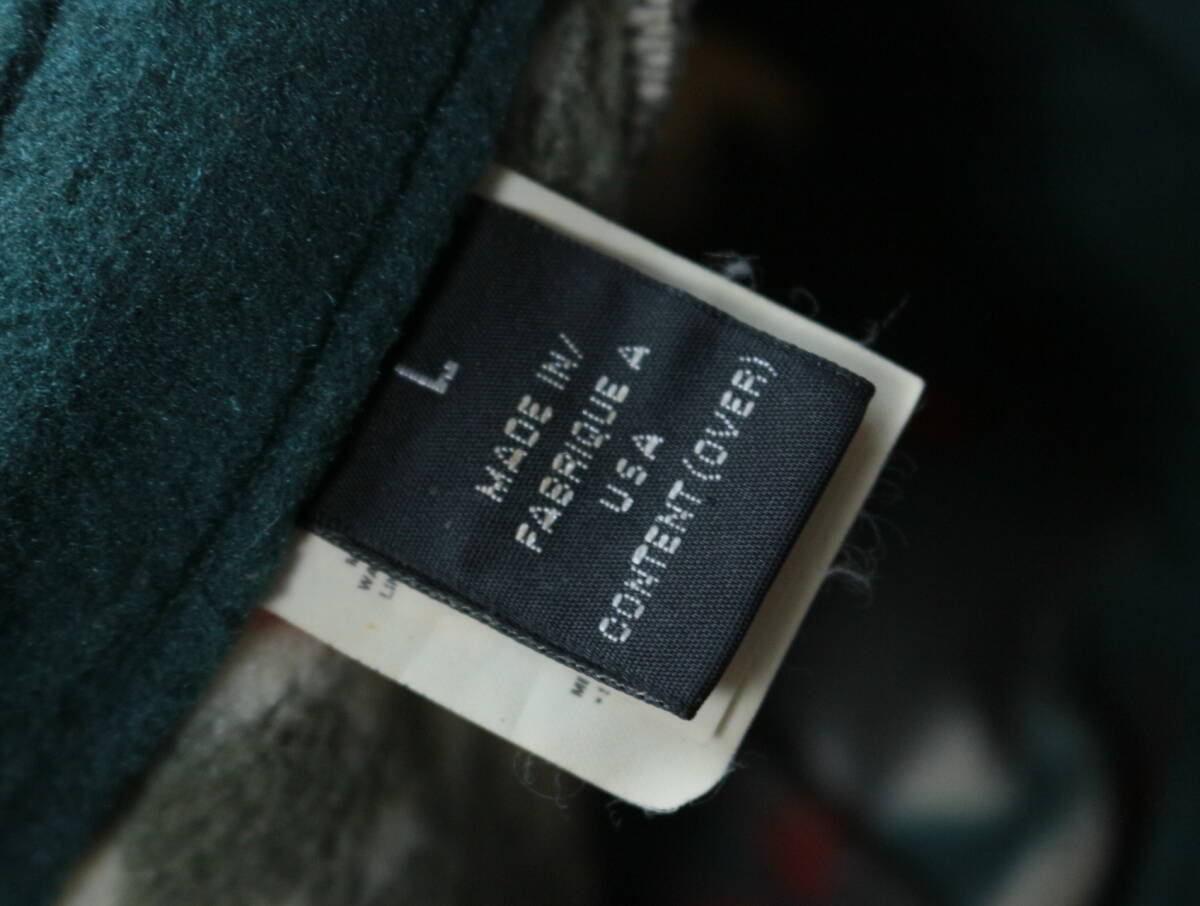 L
MADE IN/
FABRIQUE A
USA
CONTENT(OVER)